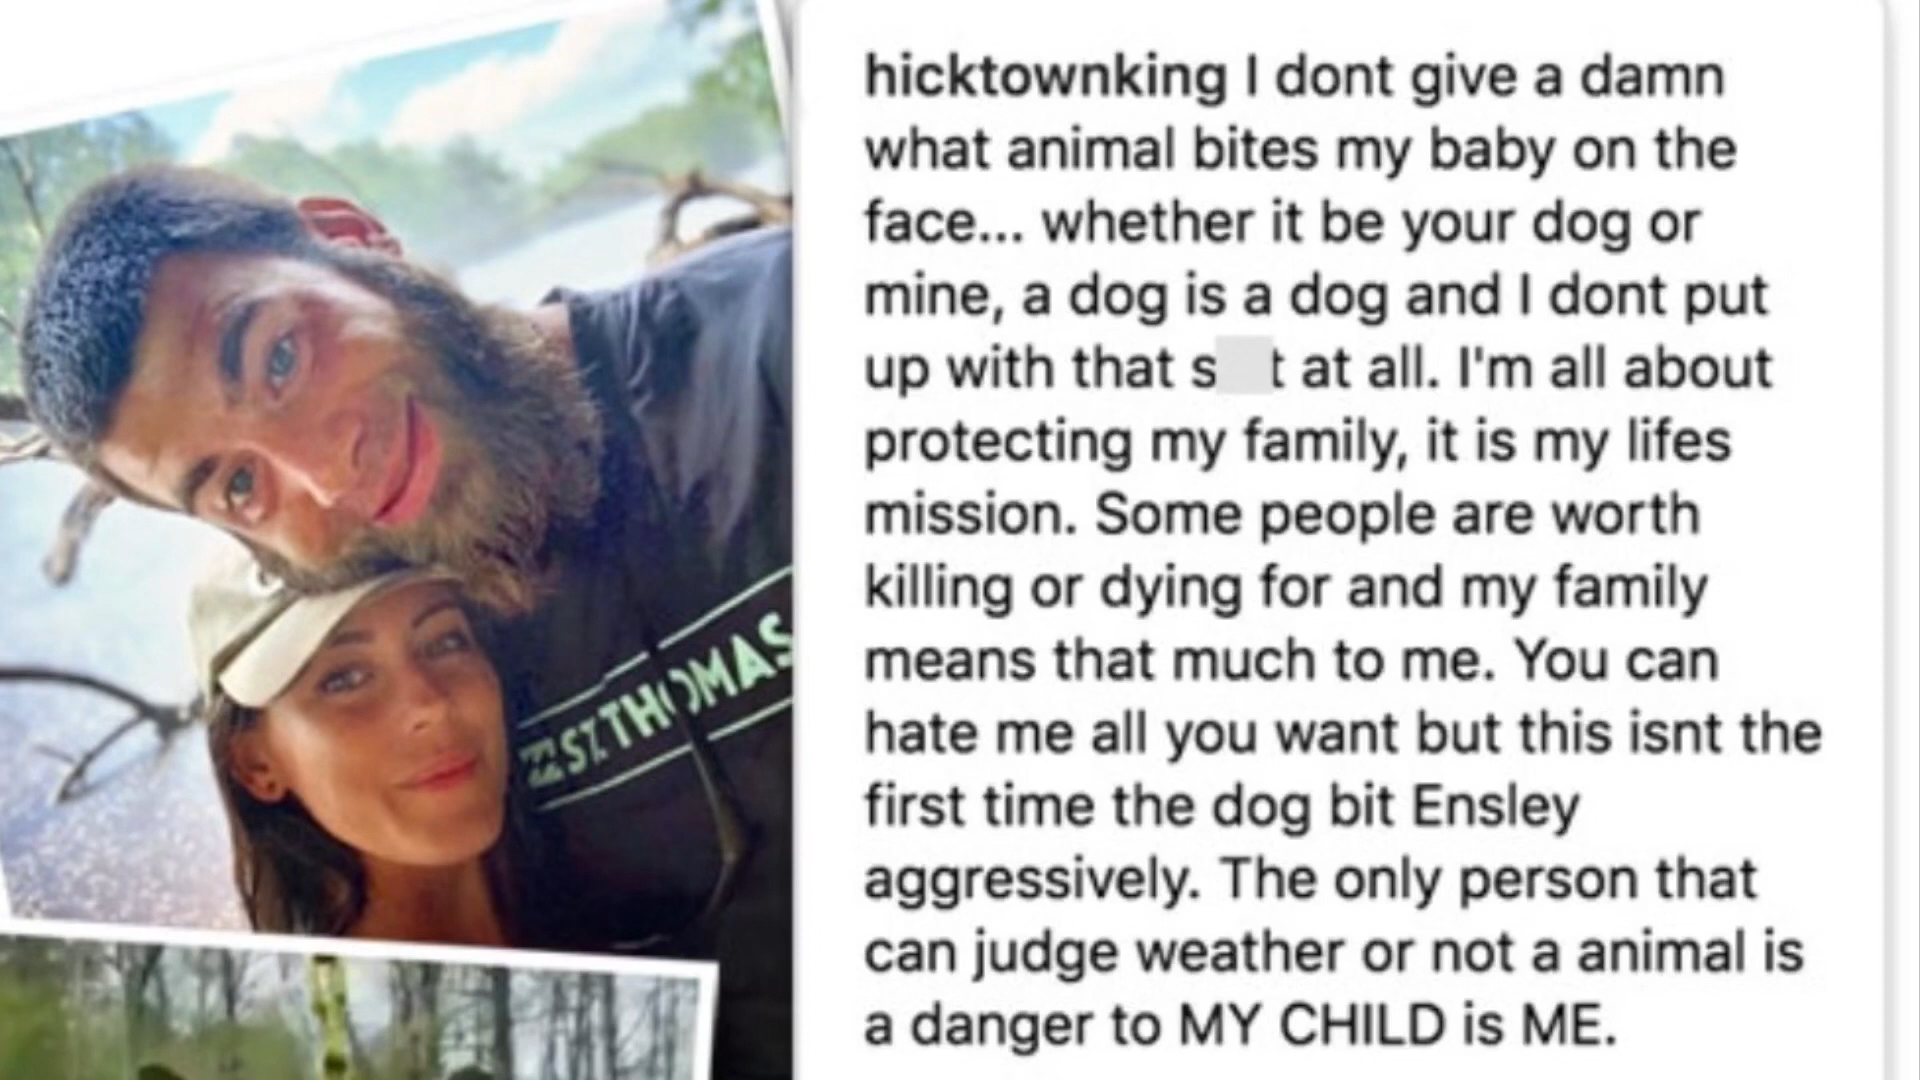 hicktownking I dont give a damn
what animal bites my baby on the
face... whether it be your dog or
mine, a dog is a dog and I dont put
up with that s t at all. I'm all about
protecting my family, it is my lifes
mission. Some people are worth
killing or dying for and my family
means that much to me. You can
hate me all you want but this isnt the
first time the dog bit Ensley
aggressively. The only person that
can judge weather or not a animal is
a danger to MY CHILD is ME.
ST. THOMAS